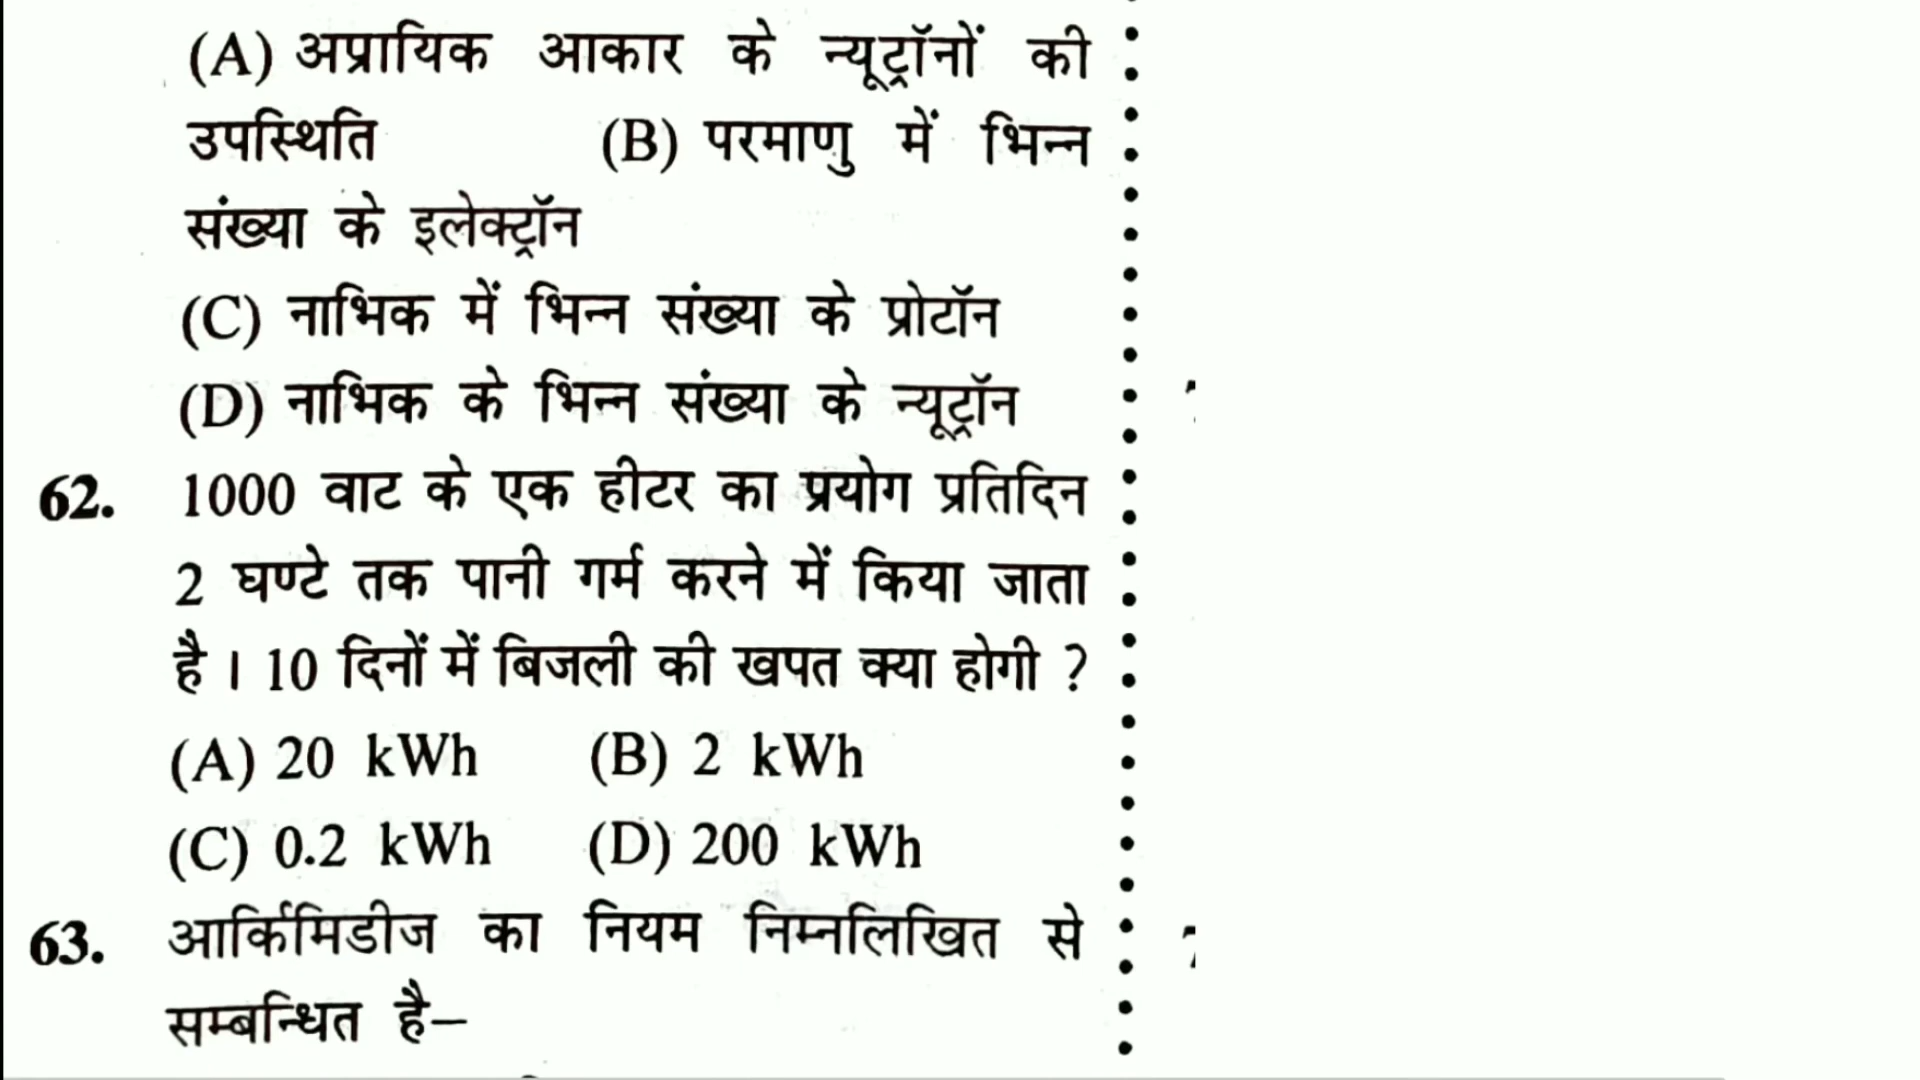 (A) अप्रायिक आकार के न्यूट्रॉनों की
उपस्थिति (B) परमाणु में भिन्न
संख्या के इलेक्ट्रॉन
(C) नाभिक में भिन्न संख्या के प्रोटॉन
(D) नाभिक के भिन्न संख्या के न्यूट्रॉन
62. 1000 वाट के एक हीटर का प्रयोग प्रतिदिन
2 घण्टे तक पानी गर्म करने में किया जाता
है । 10 दिनों में बिजली की खपत क्या होगी ?
(A) 20 kWh (B) 2 kWh
(C) 0.2 kWh (D) 200 kWh
63. आर्किमिडीज का नियम निम्नलिखित से
सम्बन्धित है–